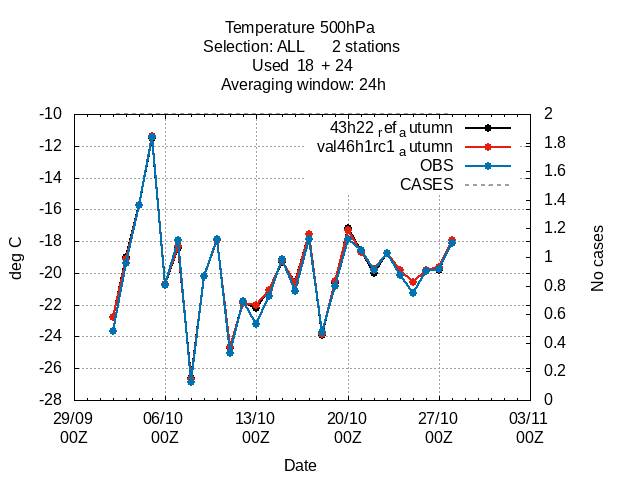 Temperature 500hPa
Selection: ALL 2 stations
Used 18 + 24
Averaging window: 24h
43h22 ref a utumn
val46h1rc1 a utumn
OBS
CASES
-10
-12
-14
-16
-18
-20
-22
-24
-26
-28
deg C
2
1.8
1.6
1.4
1.2
1
0.8
0.6
0.4
0.2
0
No cases
29/09 06/10 13/10 20/10 27/10 03/11
00Z 00Z 00Z 00Z 00Z 00Z
Date